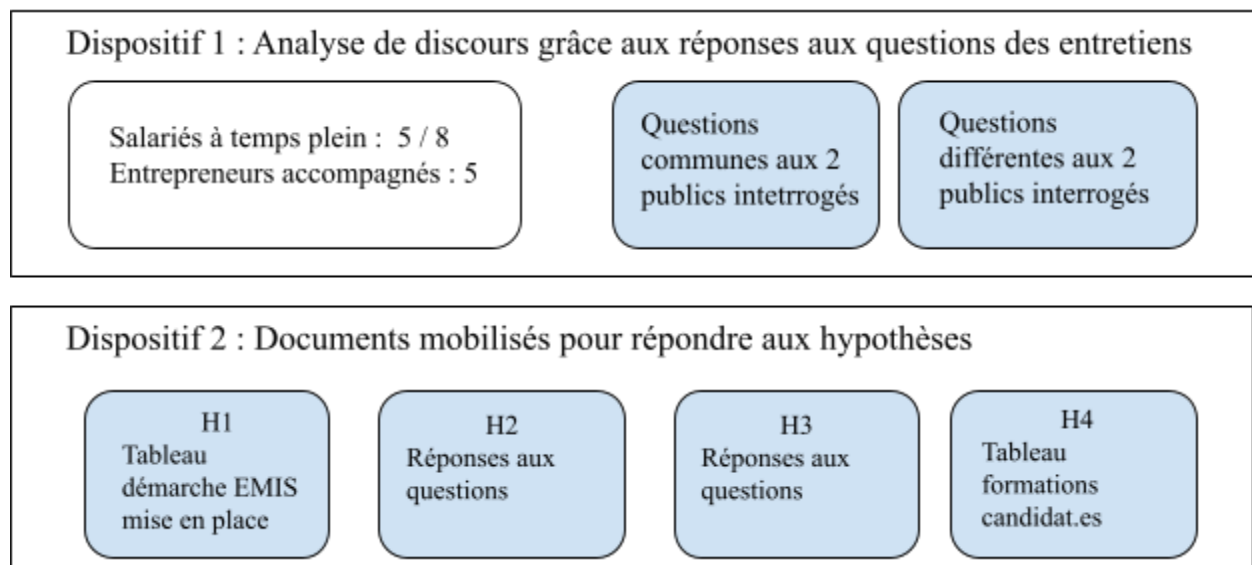 Dispositif 1 : Analyse de discours grâce aux réponses aux questions des entretiens
Salariés à temps plein :  5 / 8
Entrepreneurs accompagnés : 5
Questions
communes aux 2
publics intetrrogés
Questions
différentes aux 2
publics interrogés
Dispositif 2 : Documents mobilisés pour répondre aux hypothèses
H1
Tableau
démarche EMIS
mise en place
H2
Réponses aux
questions
H3
Réponses aux
questions
H4
Tableau
formations
candidat.es